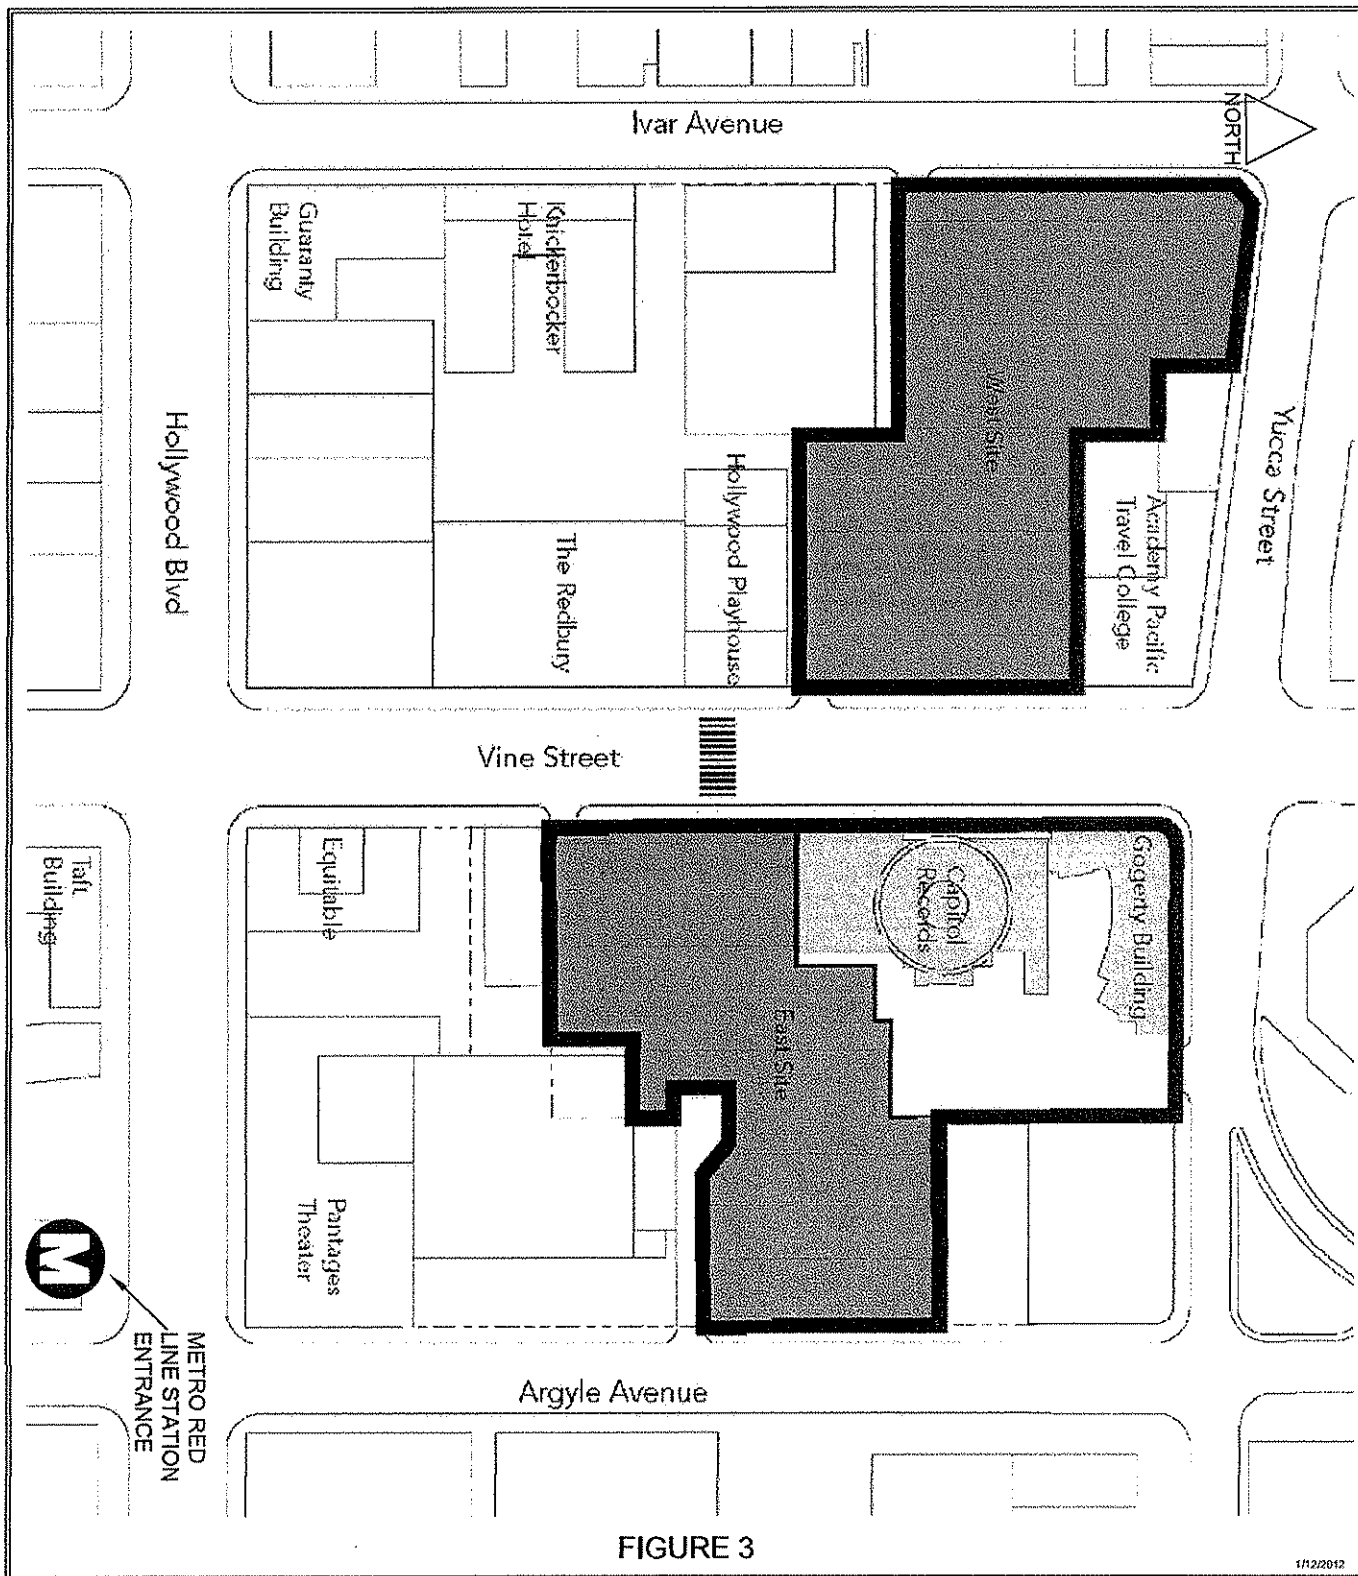 Ivar Avenue
NORTH
Guaranty
Building
Knickerbocker
Hotel
West Site
Yucca Street
Academy Pacific
Travel College
Hollywood Playhouse
The Redbury
Hollywood Blvd
Vine Street
Taft
Building
Equitable
Capitol
Records
Gogerty Building
East Site
Pantages
Theater
M
METRO RED
LINE STATION
ENTRANCE
Argyle Avenue
FIGURE 3
1/12/2012